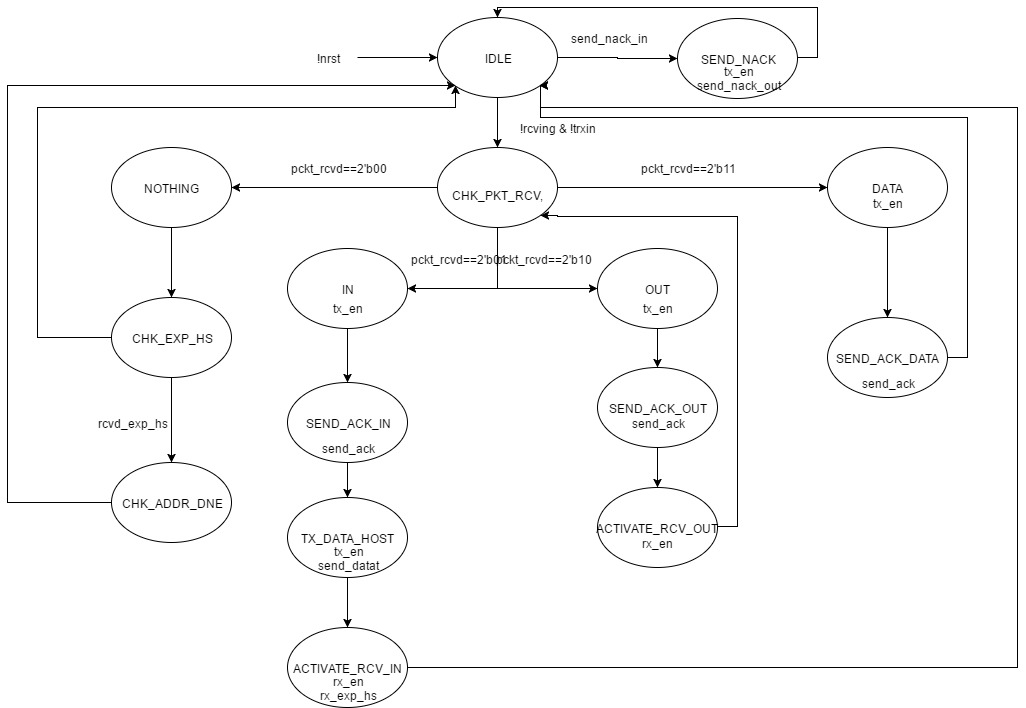 send_nack_in
!nrst
IDLE
SEND_NACK
tx_en
send_nack_out
!rcving & !trxin
pckt_rcvd==2'b00
pckt_rcvd==2'b11
NOTHING
CHK_PKT_RCV,
DATA
tx_en
pckt_rcvd==2'b01
pckt_rcvd==2'b10
IN
tx_en
OUT
tx_en
CHK_EXP_HS
SEND_ACK_DATA
send_ack
rcvd_exp_hs
SEND_ACK_IN
send_ack
SEND_ACK_OUT
send_ack
CHK_ADDR_DNE
TX_DATA_HOST
tx_en
send_datat
ACTIVATE_RCV_OUT
rx_en
ACTIVATE_RCV_IN
rx_en
rx_exp_hs